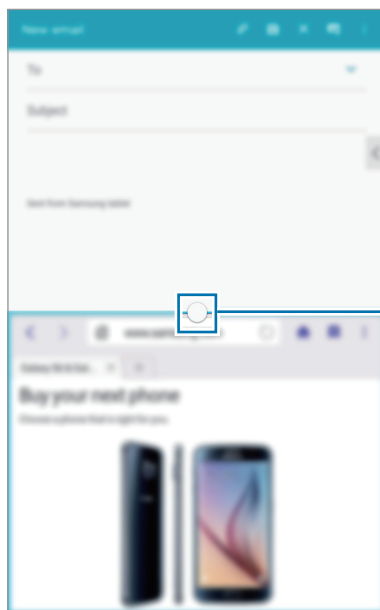 New email
To
Subject
Sent from Samsung tablet
Buy your next phone
Choose a phone that is right for you.